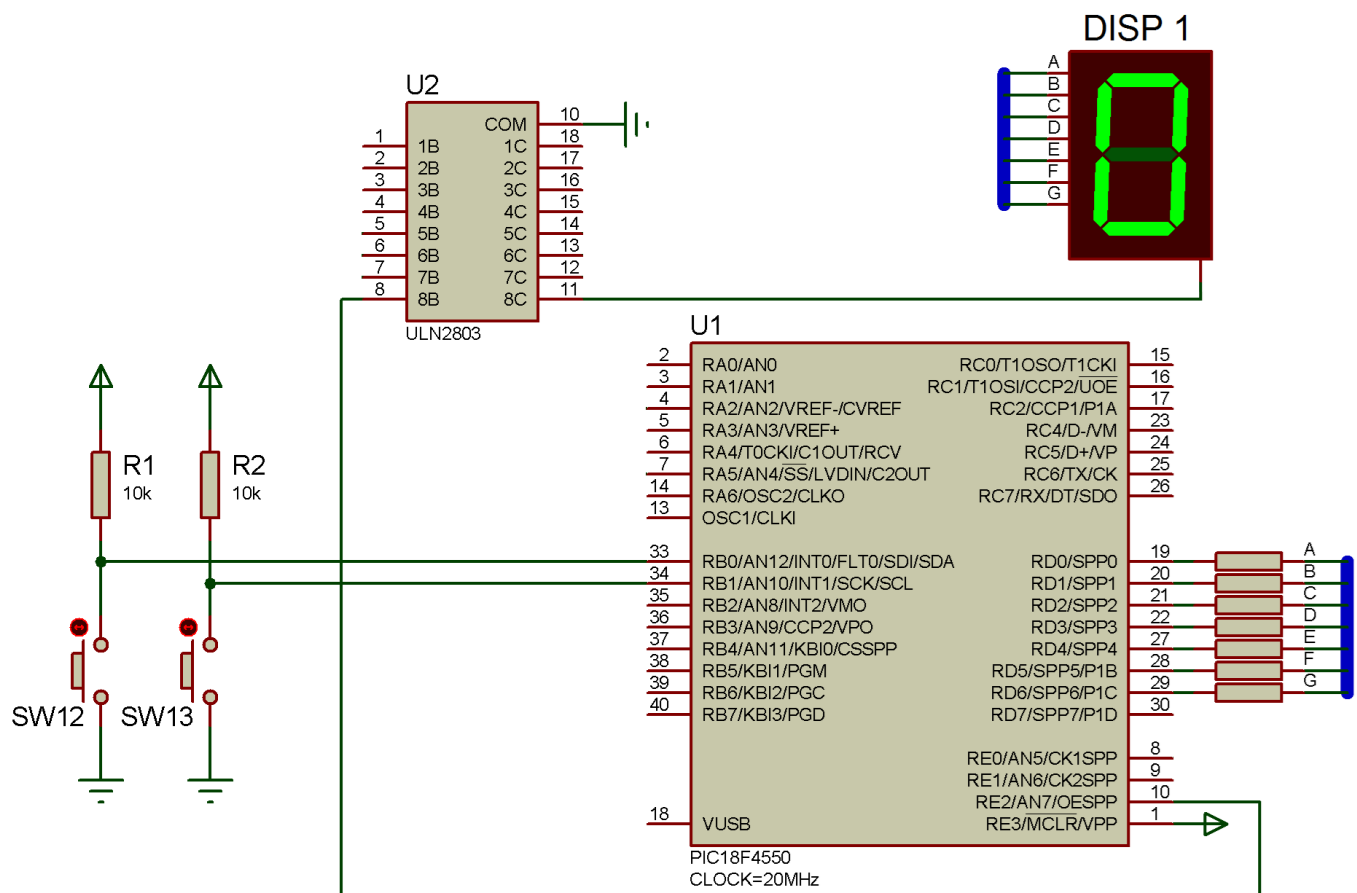 DISP 1
A
B
C
D
E
F
G
U2
COM 10
1 1B 1C 18
2 2B 2C 17
3 3B 3C 16
4 4B 4C 15
5 5B 5C 14
6 6B 6C 13
7 7B 7C 12
8 8B 8C 11
ULN2803
R1
10k
R2
10k
SW12
SW13
U1
2 RA0/AN0 RC0/T1OSO/T1CKI 15
3 RA1/AN1 RC1/T1OSI/CCP2/UOE 16
4 RA2/AN2/VREF-/CVREF RC2/CCP1/P1A 17
5 RA3/AN3/VREF+ RC4/D-/VM 23
6 RA4/T0CKI/C1OUT/RCV RC5/D+/VP 24
7 RA5/AN4/SS/LVDIN/C2OUT RC6/TX/CK 25
14 RA6/OSC2/CLKO RC7/RX/DT/SDO 26
13 OSC1/CLKI
33 RB0/AN12/INT0/FLT0/SDI/SDA RD0/SPP0 19 A
34 RB1/AN10/INT1/SCK/SCL RD1/SPP1 20 B
35 RB2/AN8/INT2/VMO RD2/SPP2 21 C
36 RB3/AN9/CCP2/VPO RD3/SPP3 22 D
37 RB4/AN11/KBI0/CSSPP RD4/SPP4 27 E
38 RB5/KBI1/PGM RD5/SPP5/P1B 28 F
39 RB6/KBI2/PGC RD6/SPP6/P1C 29 G
40 RB7/KBI3/PGD RD7/SPP7/P1D 30
RE0/AN5/CK1SPP 8
RE1/AN6/CK2SPP 9
RE2/AN7/OESPP 10
18 VUSB RE3/MCLR/VPP 1
PIC18F4550
CLOCK=20MHz